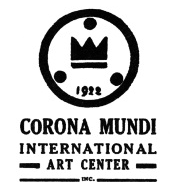 1922
CORONA MUNDI
INTERNATIONAL
ART CENTER
INC.